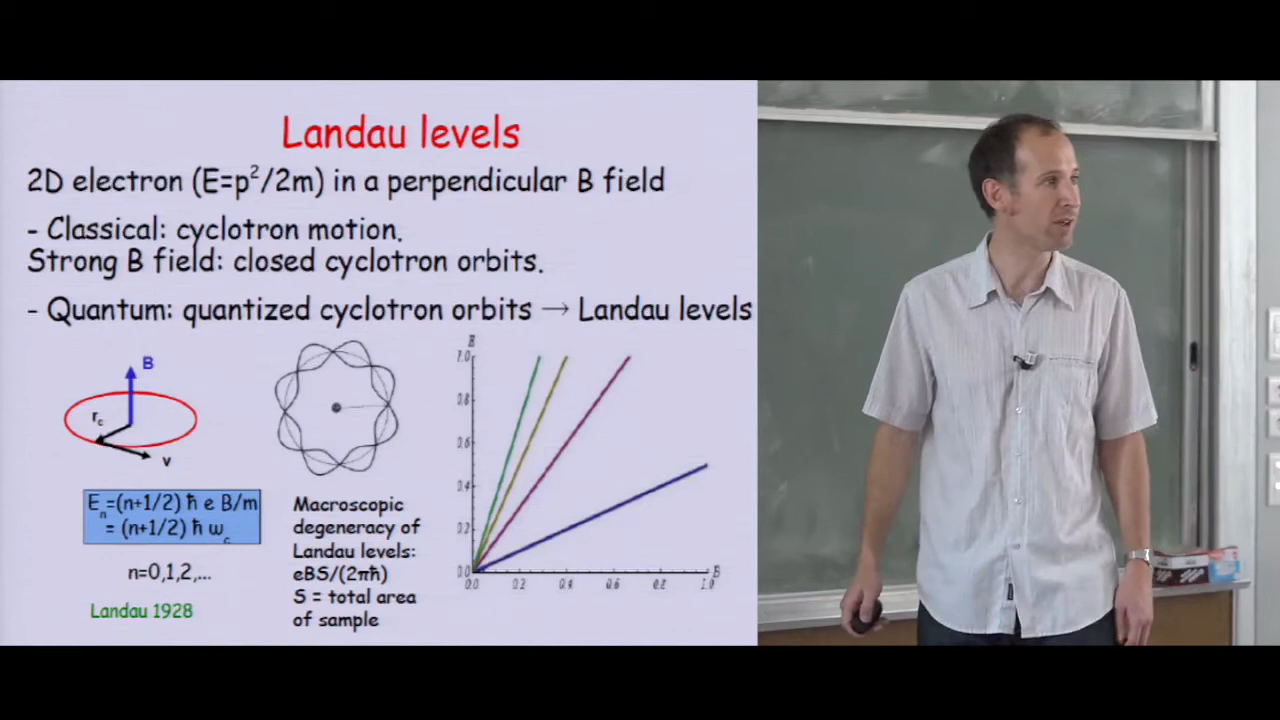 Landau levels
2D electron (E=p²/2m) in a perpendicular B field
- Classical: cyclotron motion.
Strong B field: closed cyclotron orbits.
- Quantum: quantized cyclotron orbits → Landau levels
B
r_c
v
E_n=(n+1/2) ħ e B/m
= (n+1/2) ħ w_c
n=0,1,2,...
Landau 1928
Macroscopic
degeneracy of
Landau levels:
eBS/(2πħ)
S = total area
of sample
E
1.0
0.8
0.6
0.4
0.2
0.0
0.0 0.2 0.4 0.6 0.8 1.0 B